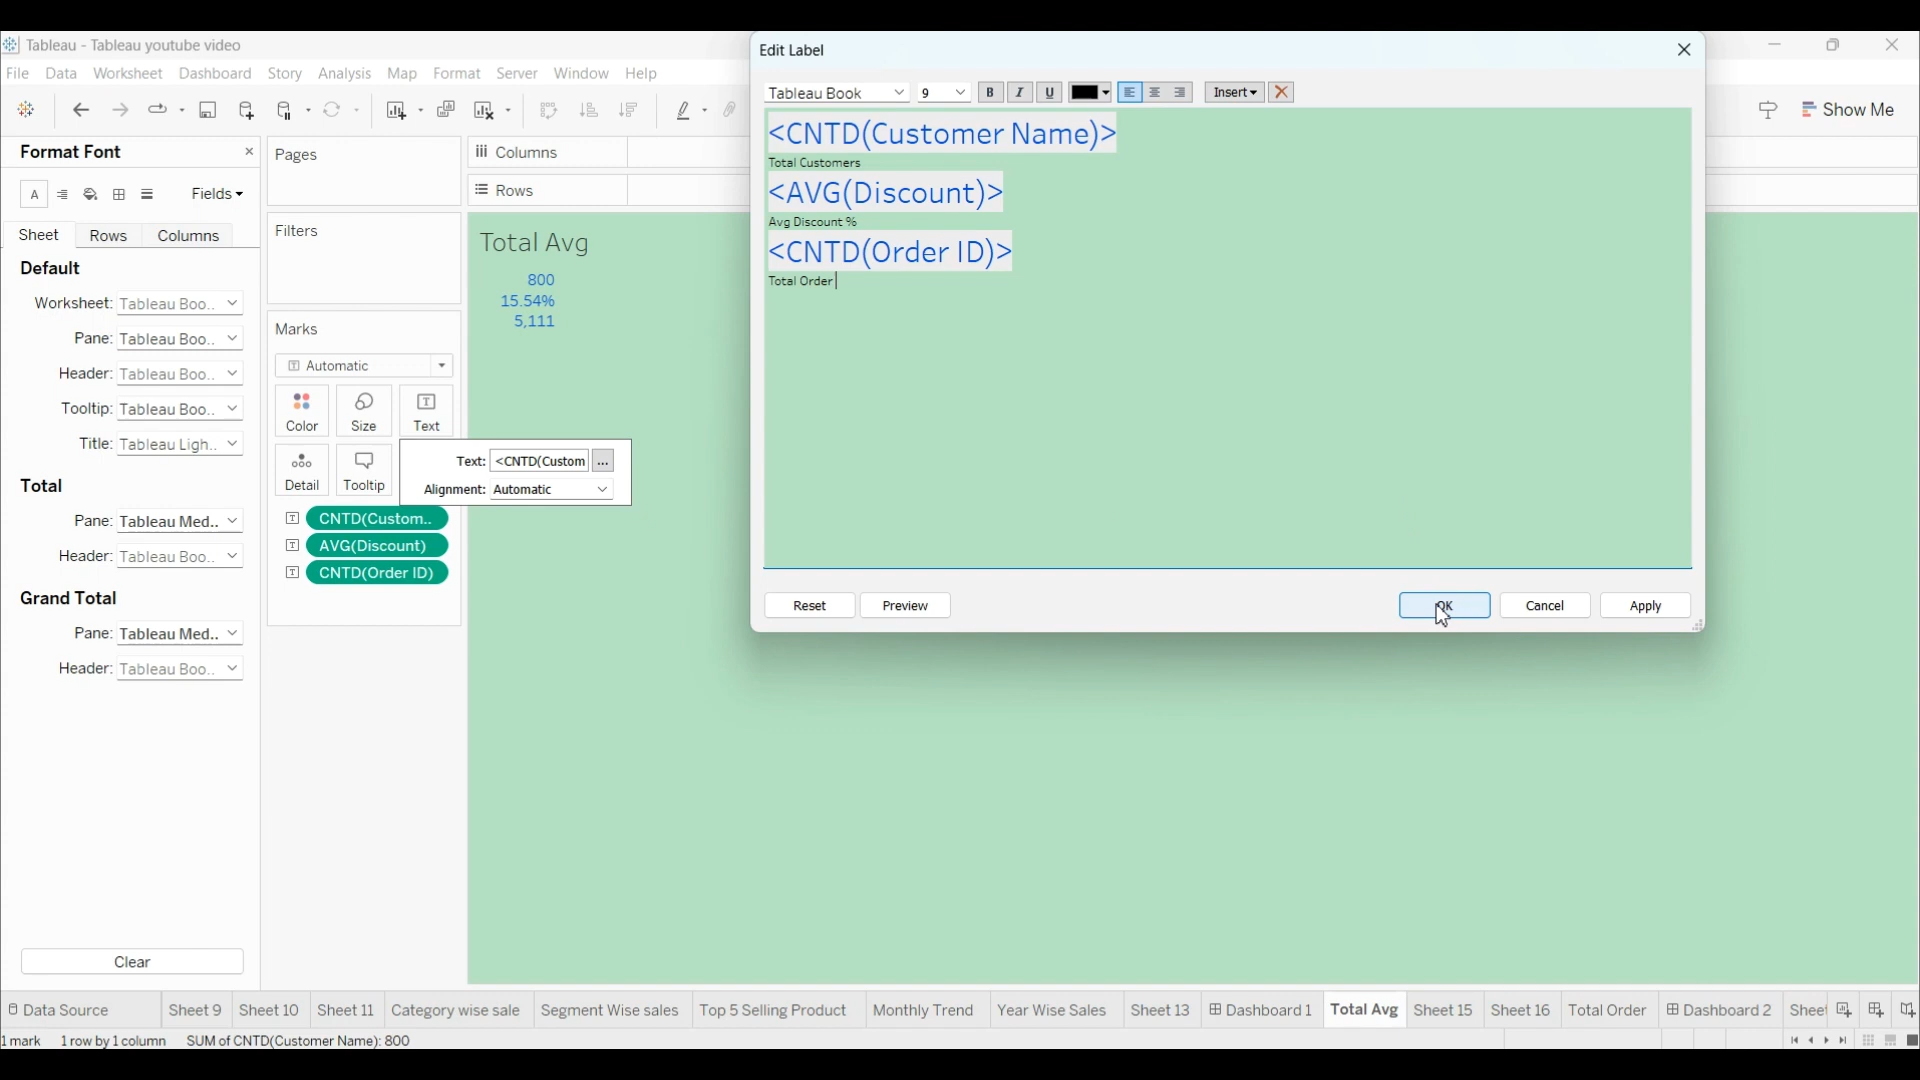 Tableau - Tableau youtube video
File Data Worksheet Dashboard Story Analysis Map Format Server Window Help
Show Me
Format Font
Fields
Sheet Rows Columns
Default
Worksheet: Tableau Boo..
Pane: Tableau Boo..
Header: Tableau Boo..
Tooltip: Tableau Boo..
Title: Tableau Ligh..
Total
Pane: Tableau Med..
Header: Tableau Boo..
Grand Total
Pane: Tableau Med..
Header: Tableau Boo..
Clear
Pages
Filters
Marks
Automatic
Color Size Text
Detail Tooltip
Text: <CNTD(Custom ...
Alignment: Automatic
CNTD(Custom..
AVG(Discount)
CNTD(Order ID)
Columns
Rows
Total Avg
800
15.54%
5,111
Edit Label
Tableau Book 9 B I U Insert
<CNTD(Customer Name)>
Total Customers
<AVG(Discount)>
Avg Discount %
<CNTD(Order ID)>
Total Order
Reset Preview OK Cancel Apply
Data Source Sheet 9 Sheet 10 Sheet 11 Category wise sale Segment Wise sales Top 5 Selling Product Monthly Trend Year Wise Sales Sheet 13 Dashboard 1 Total Avg Sheet 15 Sheet 16 Total Order Dashboard 2 Sheet
1 mark 1 row by 1 column SUM of CNTD(Customer Name): 800